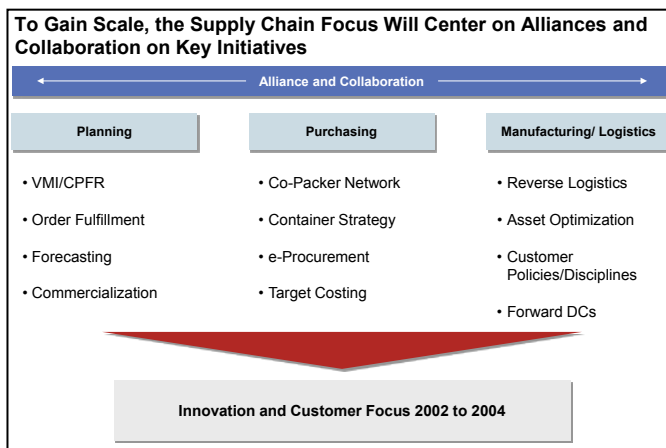 To Gain Scale, the Supply Chain Focus Will Center on Alliances and
Collaboration on Key Initiatives
Alliance and Collaboration
Planning
• VMI/CPFR
• Order Fulfillment
• Forecasting
• Commercialization
Purchasing
• Co-Packer Network
• Container Strategy
• e-Procurement
• Target Costing
Manufacturing/ Logistics
• Reverse Logistics
• Asset Optimization
• Customer
Policies/Disciplines
• Forward DCs
Innovation and Customer Focus 2002 to 2004